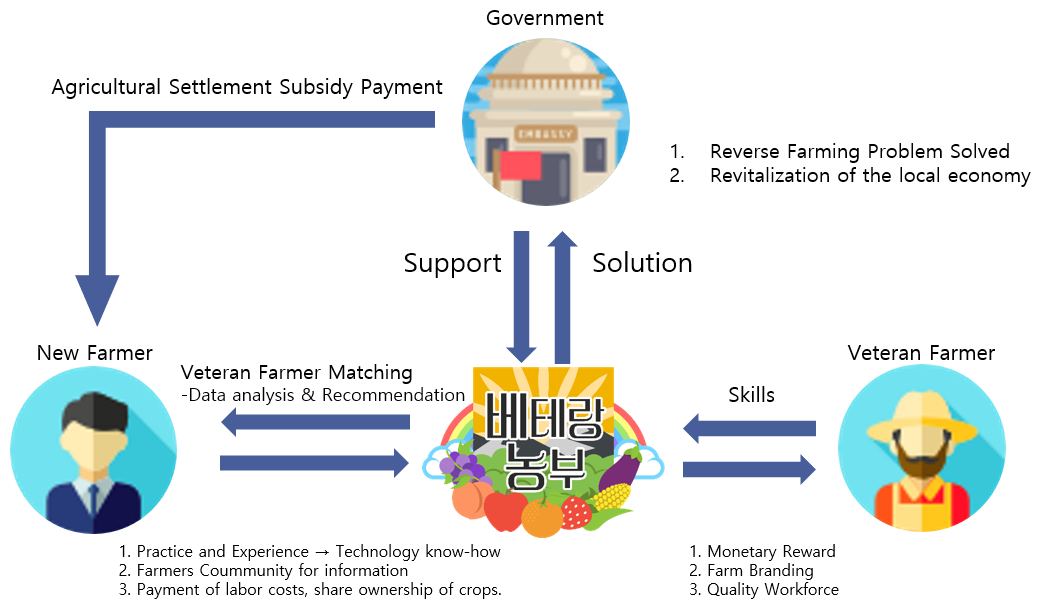 Government
EMBASSY
Agricultural Settlement Subsidy Payment
1. Reverse Farming Problem Solved
2. Revitalization of the local economy
Support
Solution
New Farmer
Veteran Farmer
Veteran Farmer Matching
-Data analysis & Recommendation
Skills
베테랑
농부
1. Practice and Experience → Technology know-how
2. Farmers Coummunity for information
3. Payment of labor costs, share ownership of crops.
1. Monetary Reward
2. Farm Branding
3. Quality Workforce